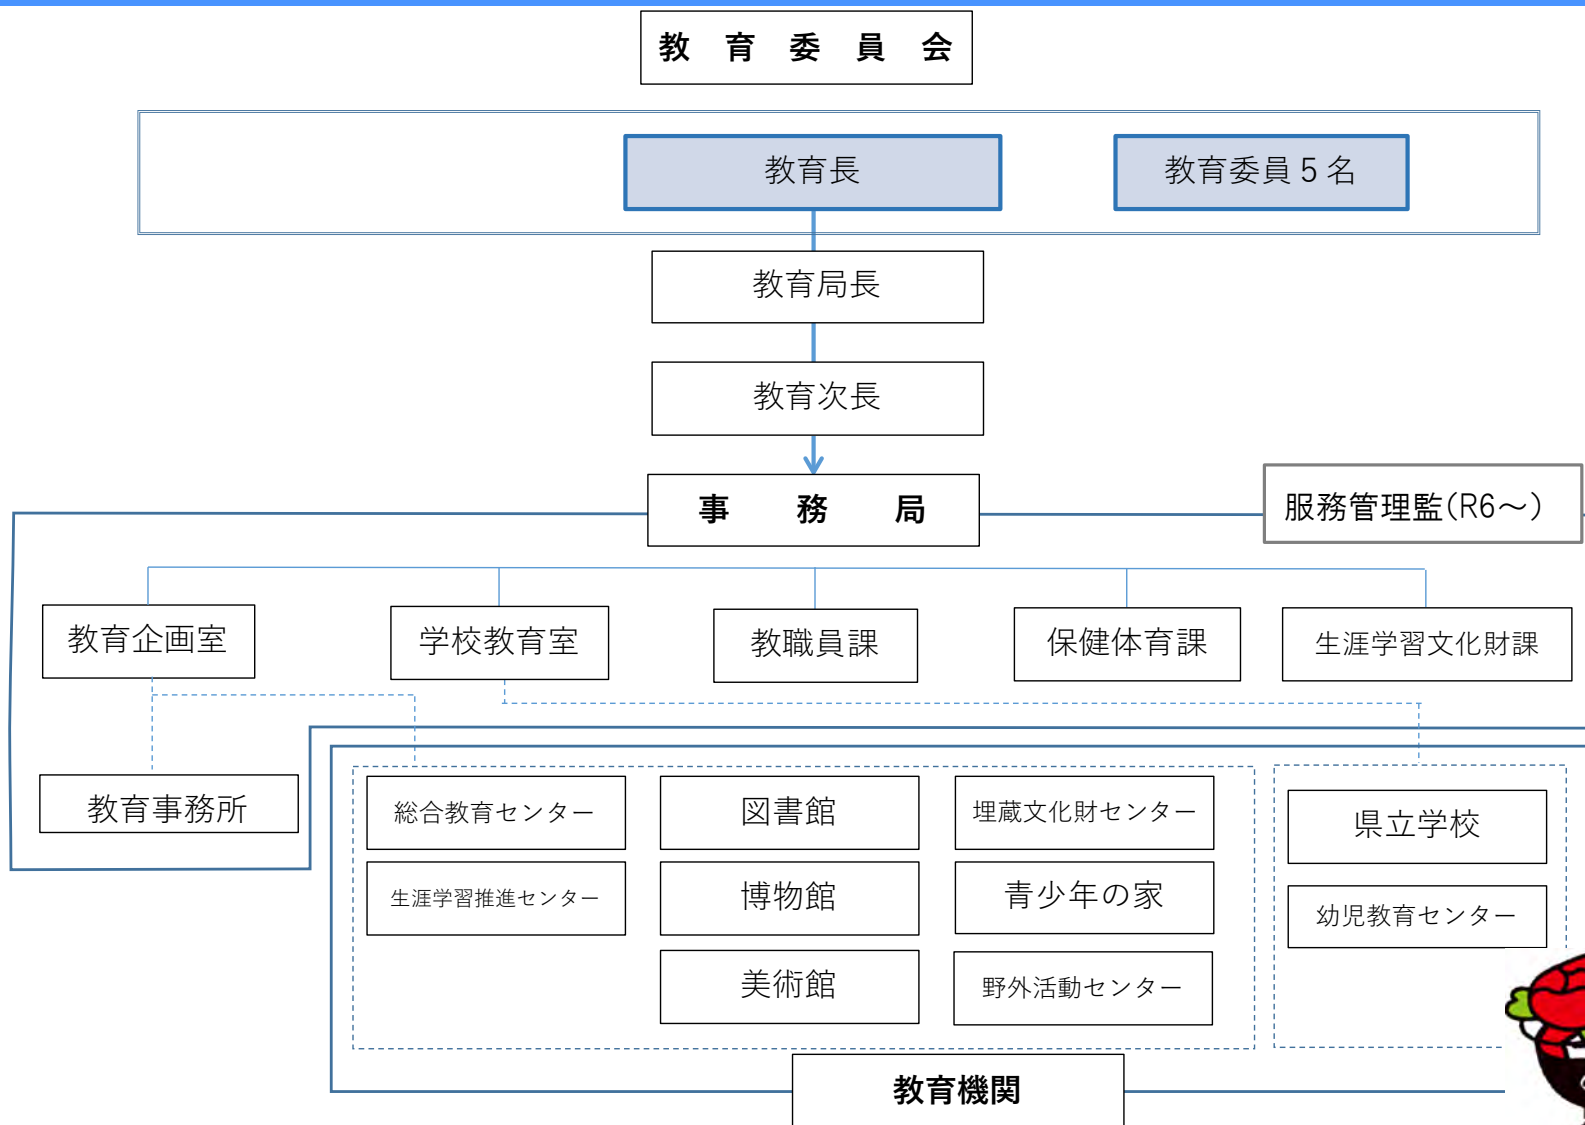 教育委員会
教育長
教育委員5名
教育局長
教育次長
事務局
服務管理監(R6～)
教育企画室
学校教育室
教職員課
保健体育課
生涯学習文化財課
教育事務所
総合教育センター
図書館
埋蔵文化財センター
県立学校
生涯学習推進センター
博物館
青少年の家
幼児教育センター
美術館
野外活動センター
教育機関